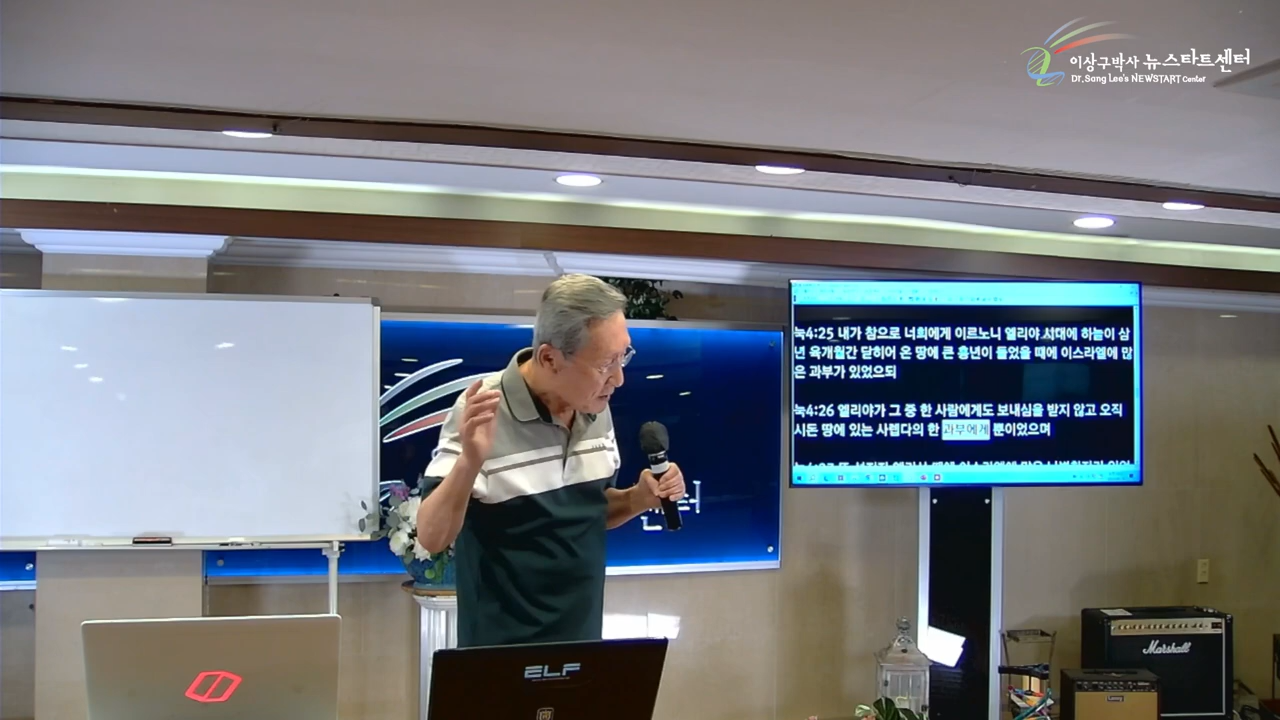 이상구박사 뉴스타트센터
Dr. Sang Lee's NEWSTART Center
눅4:25 내가 참으로 너희에게 이르노니 엘리야 시대에 하늘이 삼
년 육개월간 닫히어 온 땅에 큰 흉년이 들었을 때에 이스라엘에 많
은 과부가 있었으되
눅4:26 엘리야가 그 중 한 사람에게도 보내심을 받지 않고 오직
시돈 땅에 있는 사렙다의 한 과부에게 뿐이었으며
ELF
Marshall
Laney